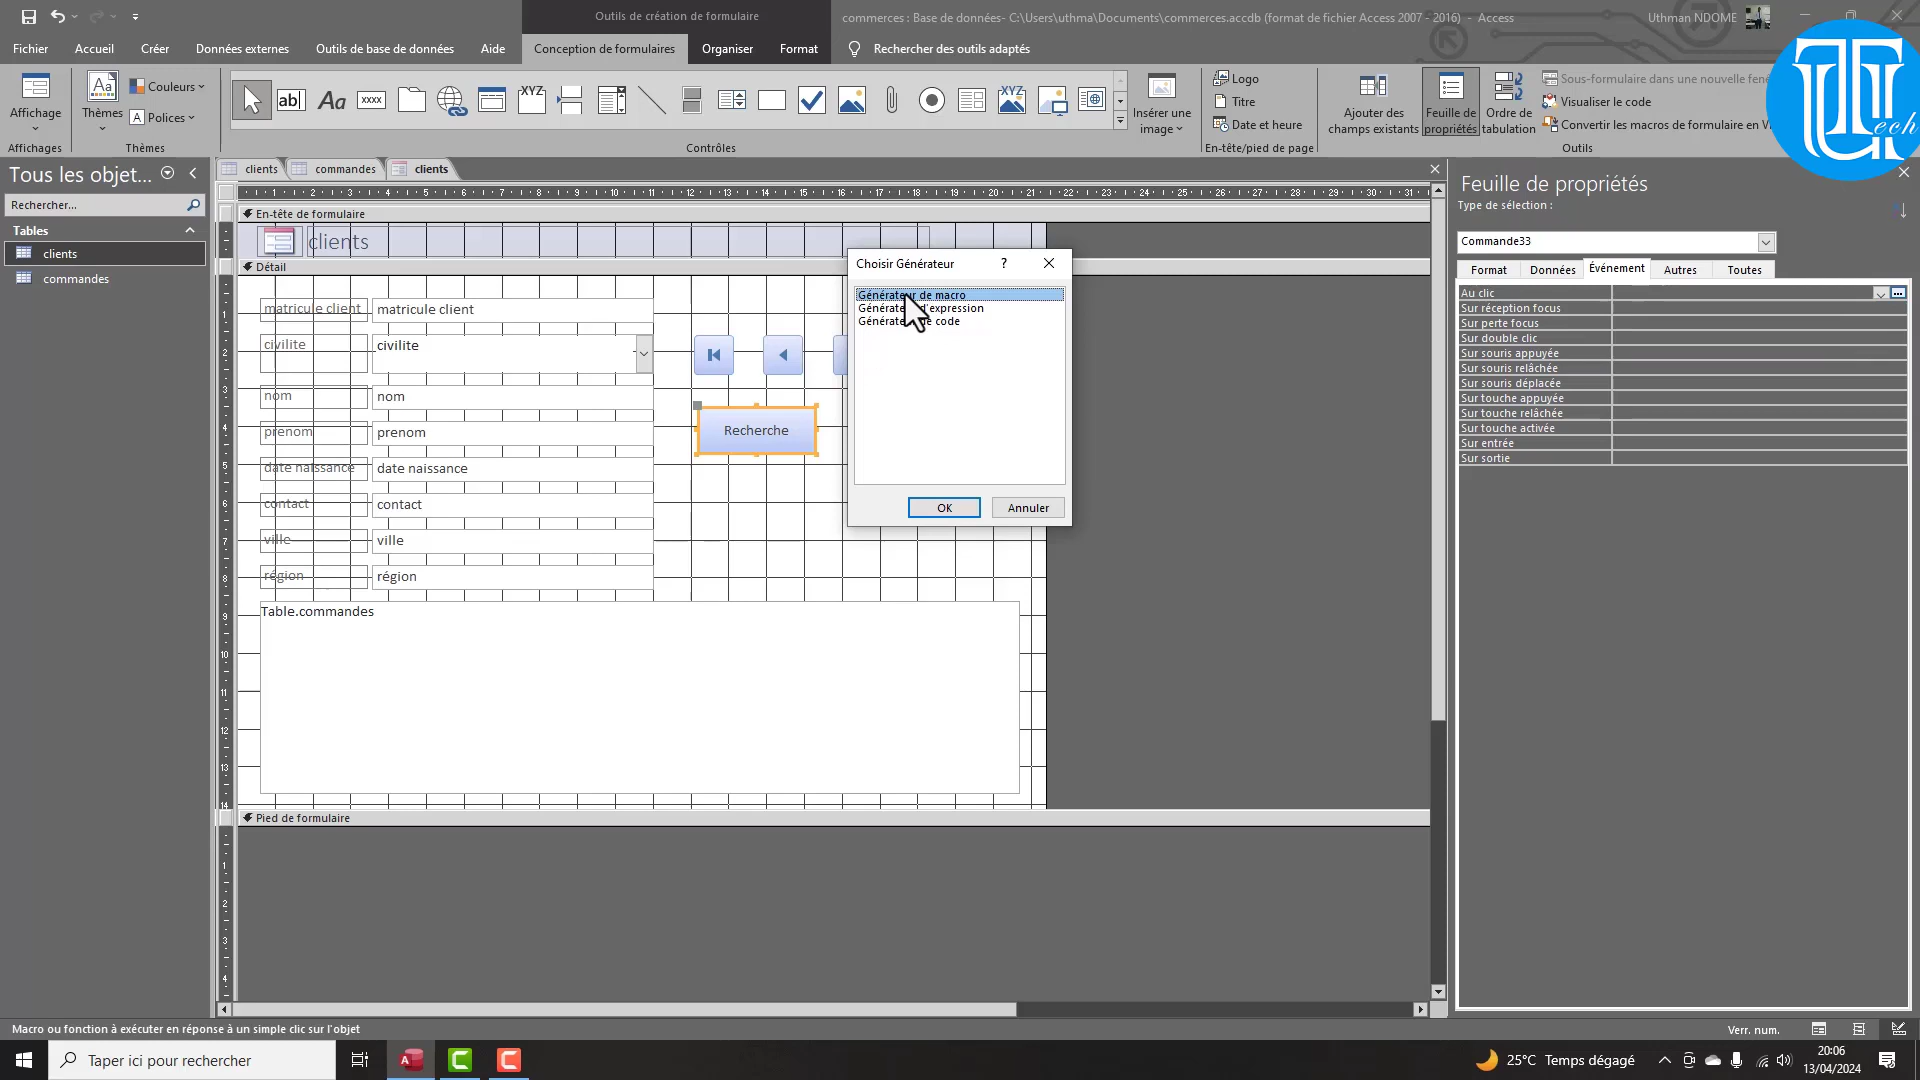 Outils de création de formulaire
commerces : Base de données- C:\Users\uthma\Documents\commerces.accdb (format de fichier Access 2007 - 2016) - Access
Uthman NDOME
Fichier Accueil Créer Données externes Outils de base de données Aide Conception de formulaires Organiser Format Rechercher des outils adaptés
Affichage
Affichages
Thèmes
Couleurs
Polices
Thèmes
Contrôles
Insérer une image
Logo
Titre
Date et heure
En-tête/pied de page
Ajouter des champs existants
Feuille de propriétés
Ordre de tabulation
Sous-formulaire dans une nouvelle
Visualiser le code
Convertir les macros de formulaire en
Outils
UTech
Tous les objet...
Rechercher...
Tables
clients
commandes
clients commandes clients
En-tête de formulaire
clients
Détail
matricule client matricule client
civilite civilite
nom nom
prenom prenom
date naissance date naissance
contact contact
ville ville
région région
Recherche
Table.commandes
Pied de formulaire
Choisir Générateur ?
Générateur de macro
Générateur d'expression
Générateur de code
OK Annuler
Feuille de propriétés
Type de sélection :
Commande33
Format Données Événement Autres Toutes
Au clic
Sur réception focus
Sur perte focus
Sur double clic
Sur souris appuyée
Sur souris relâchée
Sur souris déplacée
Sur touche appuyée
Sur touche relâchée
Sur touche activée
Sur entrée
Sur sortie
Macro ou fonction à exécuter en réponse à un simple clic sur l'objet
Verr. num.
Taper ici pour rechercher
25°C Temps dégagé
20:06
13/04/2024